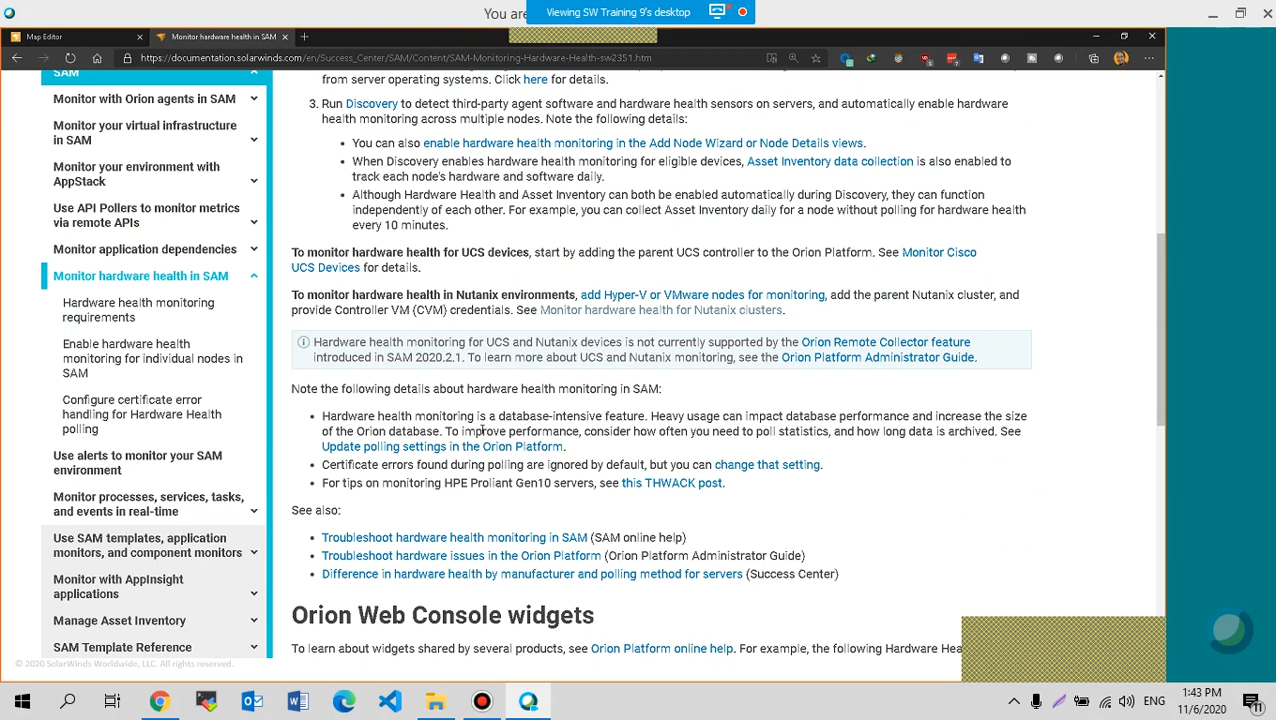 You are
Viewing SW Training 9's desktop
Map Editor
Monitor hardware health in SAM
https://documentation.solarwinds.com/en/Success_Center/SAM/Content/SAM-Monitoring-Hardware-Health-sw2351.htm
SAM
Monitor with Orion agents in SAM
Monitor your virtual infrastructure
in SAM
Monitor your environment with
AppStack
Use API Pollers to monitor metrics
via remote APIs
Monitor application dependencies
Monitor hardware health in SAM
Hardware health monitoring
requirements
Enable hardware health
monitoring for individual nodes in
SAM
Configure certificate error
handling for Hardware Health
polling
Use alerts to monitor your SAM
environment
Monitor processes, services, tasks,
and events in real-time
Use SAM templates, application
monitors, and component monitors
Monitor with AppInsight
applications
Manage Asset Inventory
SAM Template Reference
© 2020 SolarWinds Worldwide, LLC. All rights reserved.
from server operating systems. Click here for details.
3. Run Discovery to detect third-party agent software and hardware health sensors on servers, and automatically enable hardware
health monitoring across multiple nodes. Note the following details:
• You can also enable hardware health monitoring in the Add Node Wizard or Node Details views.
• When Discovery enables hardware health monitoring for eligible devices, Asset Inventory data collection is also enabled to
track each node's hardware and software daily.
• Although Hardware Health and Asset Inventory can both be enabled automatically during Discovery, they can function
independently of each other. For example, you can collect Asset Inventory daily for a node without polling for hardware health
every 10 minutes.
To monitor hardware health for UCS devices, start by adding the parent UCS controller to the Orion Platform. See Monitor Cisco
UCS Devices for details.
To monitor hardware health in Nutanix environments, add Hyper-V or VMware nodes for monitoring, add the parent Nutanix cluster, and
provide Controller VM (CVM) credentials. See Monitor hardware health for Nutanix clusters.
Hardware health monitoring for UCS and Nutanix devices is not currently supported by the Orion Remote Collector feature
introduced in SAM 2020.2.1. To learn more about UCS and Nutanix monitoring, see the Orion Platform Administrator Guide.
Note the following details about hardware health monitoring in SAM:
• Hardware health monitoring is a database-intensive feature. Heavy usage can impact database performance and increase the size
of the Orion database. To improve performance, consider how often you need to poll statistics, and how long data is archived. See
Update polling settings in the Orion Platform.
• Certificate errors found during polling are ignored by default, but you can change that setting.
• For tips on monitoring HPE Proliant Gen10 servers, see this THWACK post.
See also:
• Troubleshoot hardware health monitoring in SAM (SAM online help)
• Troubleshoot hardware issues in the Orion Platform (Orion Platform Administrator Guide)
• Difference in hardware health by manufacturer and polling method for servers (Success Center)
Orion Web Console widgets
To learn about widgets shared by several products, see Orion Platform online help. For example, the following Hardware Hea
ENG
1:43 PM
11/6/2020